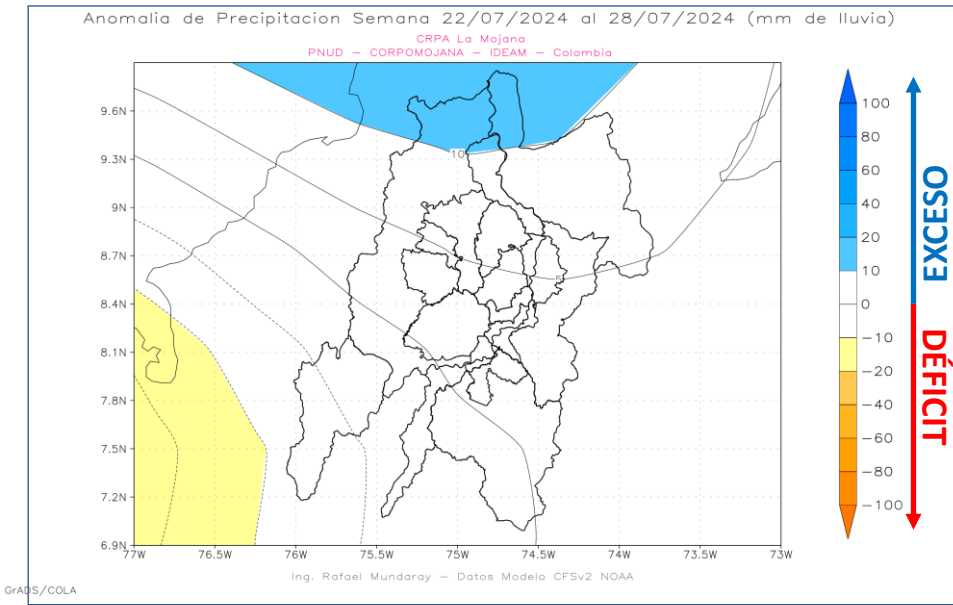 Anomalia de Precipitacion Semana 22/07/2024 al 28/07/2024 (mm de lluvia)
CRPA La Mojana
PNUD – CORPOMOJANA – IDEAM – Colombia
9.6N
9.3N
9N
8.7N
8.4N
8.1N
7.8N
7.5N
7.2N
6.9N
10
5
77W
76.5W
76W
75.5W
75W
74.5W
74W
73.5W
73W
100
80
60
40
20
10
0
−10
−20
−40
−60
−80
−100
EXCESO
DÉFICIT
Ing. Rafael Mundaray – Datos Modelo CFSv2 NOAA
GrADS/COLA